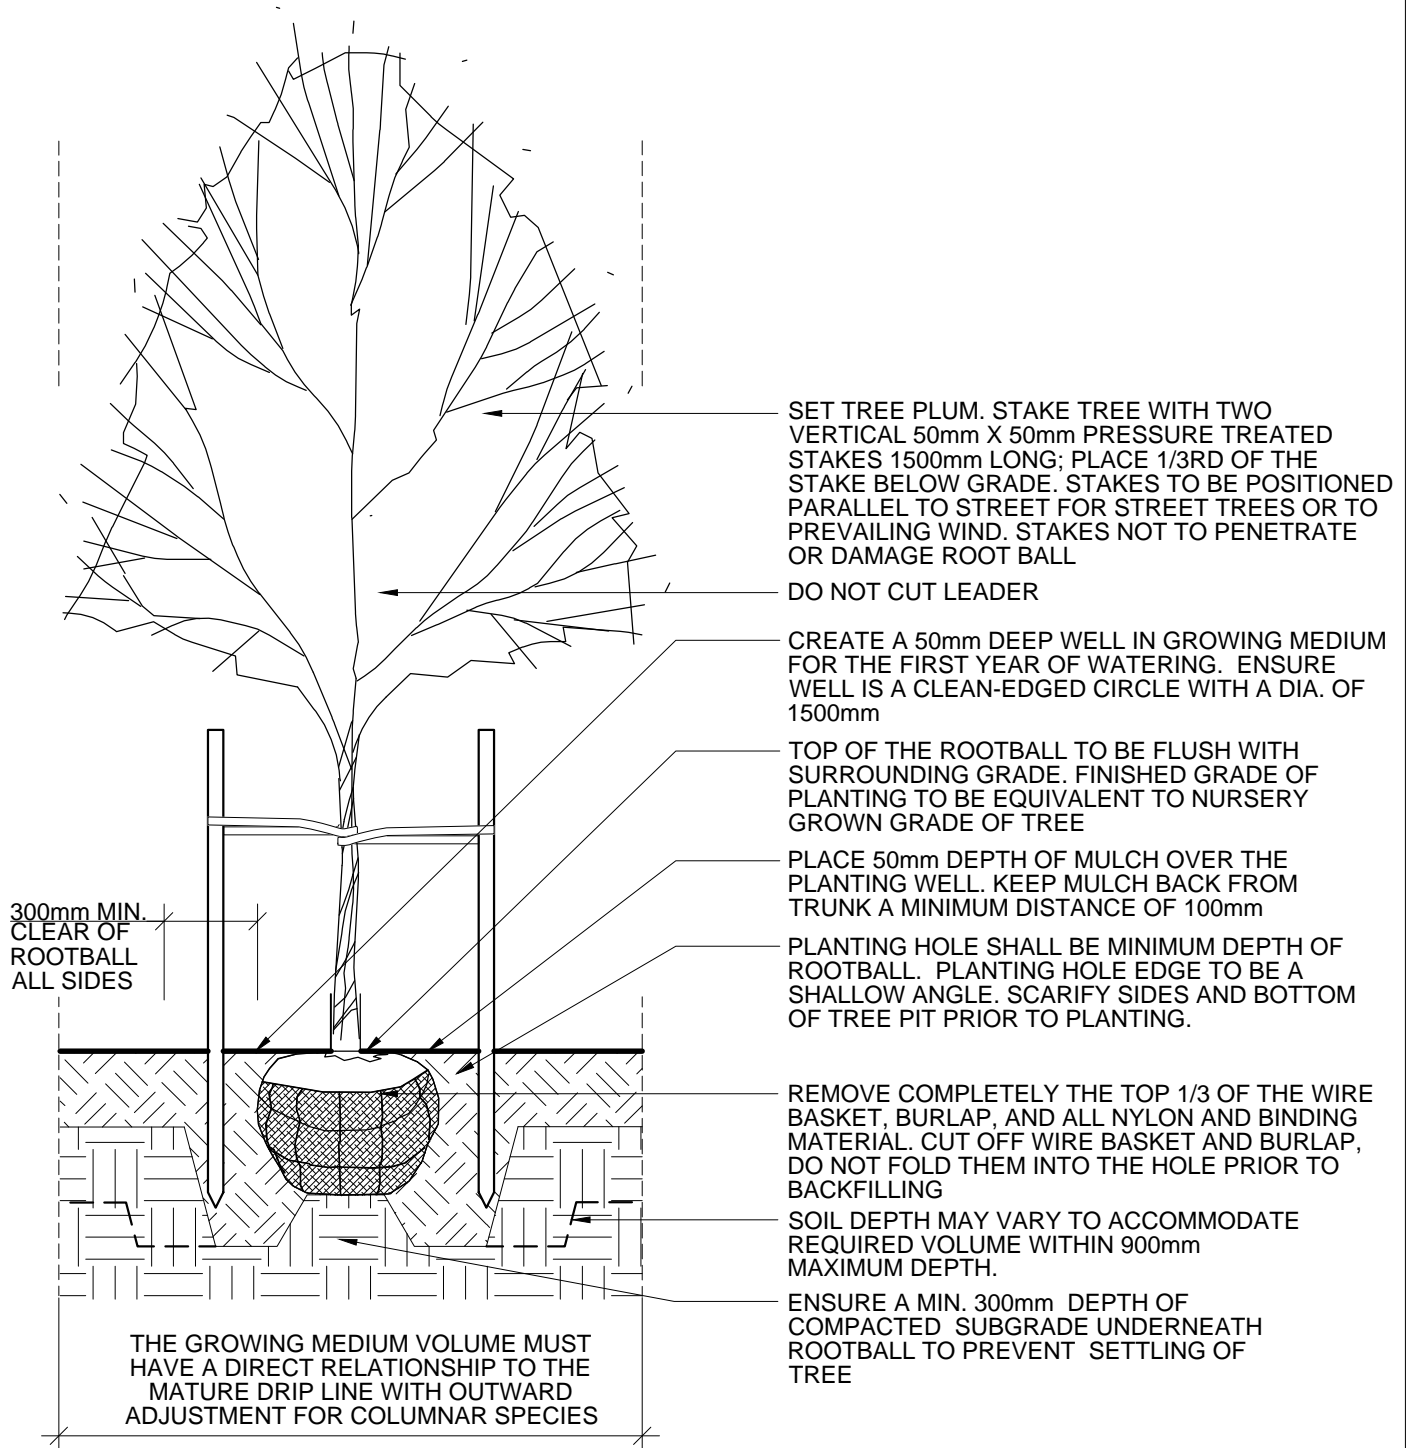 SET TREE PLUM. STAKE TREE WITH TWO
VERTICAL 50mm X 50mm PRESSURE TREATED
STAKES 1500mm LONG; PLACE 1/3RD OF THE
STAKE BELOW GRADE. STAKES TO BE POSITIONED
PARALLEL TO STREET FOR STREET TREES OR TO
PREVAILING WIND. STAKES NOT TO PENETRATE
OR DAMAGE ROOT BALL
DO NOT CUT LEADER
CREATE A 50mm DEEP WELL IN GROWING MEDIUM
FOR THE FIRST YEAR OF WATERING. ENSURE
WELL IS A CLEAN-EDGED CIRCLE WITH A DIA. OF
1500mm
TOP OF THE ROOTBALL TO BE FLUSH WITH
SURROUNDING GRADE. FINISHED GRADE OF
PLANTING TO BE EQUIVALENT TO NURSERY
GROWN GRADE OF TREE
PLACE 50mm DEPTH OF MULCH OVER THE
PLANTING WELL. KEEP MULCH BACK FROM
TRUNK A MINIMUM DISTANCE OF 100mm
300mm MIN.
CLEAR OF
ROOTBALL
ALL SIDES
PLANTING HOLE SHALL BE MINIMUM DEPTH OF
ROOTBALL. PLANTING HOLE EDGE TO BE A
SHALLOW ANGLE. SCARIFY SIDES AND BOTTOM
OF TREE PIT PRIOR TO PLANTING.
REMOVE COMPLETELY THE TOP 1/3 OF THE WIRE
BASKET, BURLAP, AND ALL NYLON AND BINDING
MATERIAL. CUT OFF WIRE BASKET AND BURLAP,
DO NOT FOLD THEM INTO THE HOLE PRIOR TO
BACKFILLING
SOIL DEPTH MAY VARY TO ACCOMMODATE
REQUIRED VOLUME WITHIN 900mm
MAXIMUM DEPTH.
ENSURE A MIN. 300mm DEPTH OF
COMPACTED SUBGRADE UNDERNEATH
ROOTBALL TO PREVENT SETTLING OF
TREE
THE GROWING MEDIUM VOLUME MUST
HAVE A DIRECT RELATIONSHIP TO THE
MATURE DRIP LINE WITH OUTWARD
ADJUSTMENT FOR COLUMNAR SPECIES